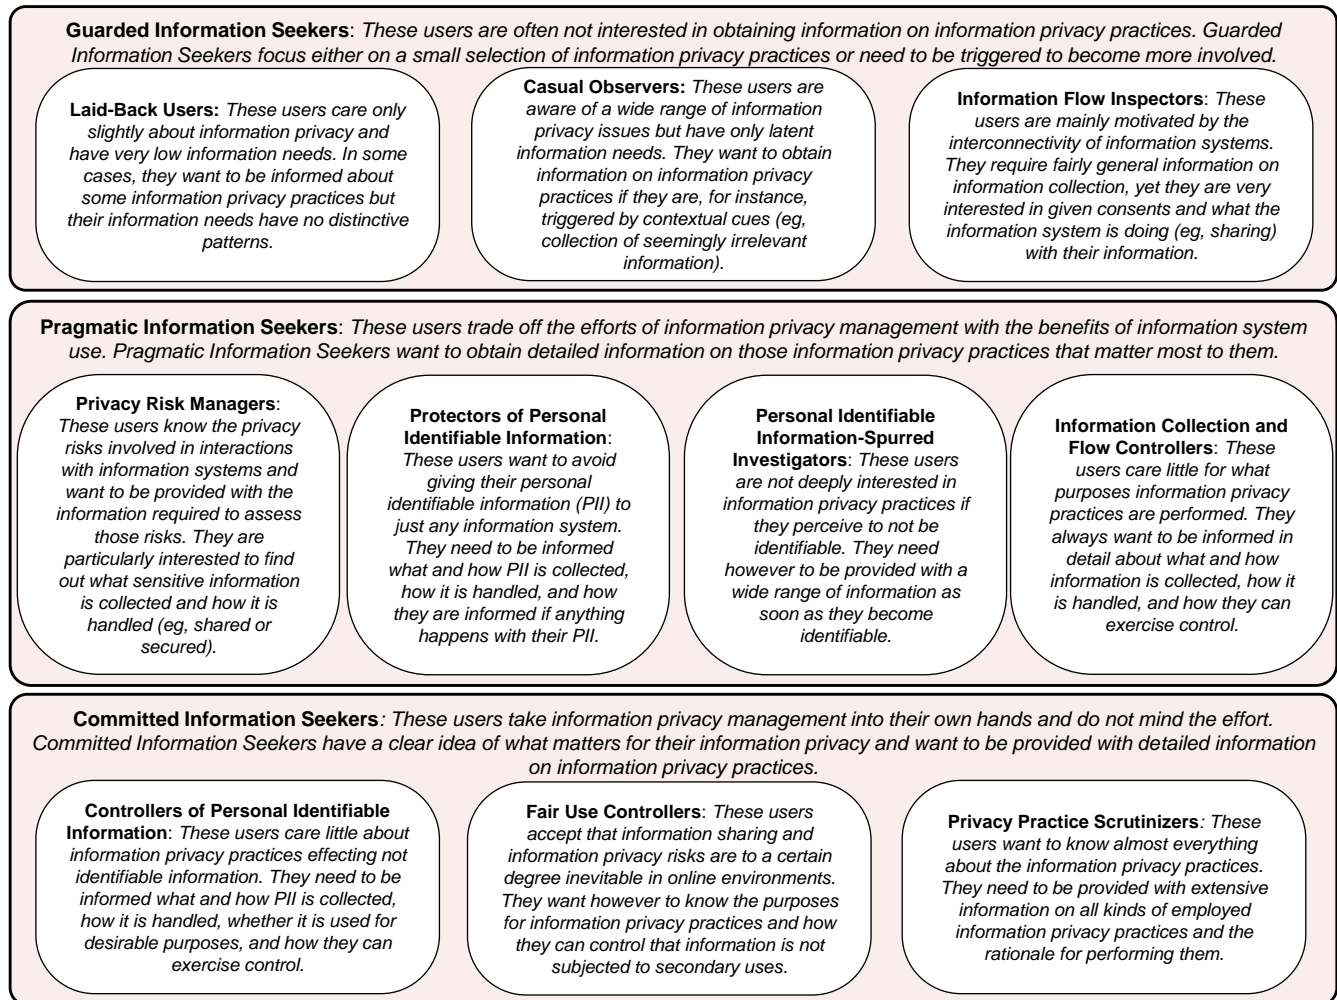 Guarded Information Seekers: These users are often not interested in obtaining information on information privacy practices. Guarded
Information Seekers focus either on a small selection of information privacy practices or need to be triggered to become more involved.
Laid-Back Users: These users care only
slightly about information privacy and
have very low information needs. In some
cases, they want to be informed about
some information privacy practices but
their information needs have no distinctive
patterns.
Casual Observers: These users are
aware of a wide range of information
privacy issues but have only latent
information needs. They want to obtain
information on information privacy
practices if they are, for instance,
triggered by contextual cues (eg,
collection of seemingly irrelevant
information).
Information Flow Inspectors: These
users are mainly motivated by the
interconnectivity of information systems.
They require fairly general information on
information collection, yet they are very
interested in given consents and what the
information system is doing (eg, sharing)
with their information.
Pragmatic Information Seekers: These users trade off the efforts of information privacy management with the benefits of information system
use. Pragmatic Information Seekers want to obtain detailed information on those information privacy practices that matter most to them.
Privacy Risk Managers:
These users know the privacy
risks involved in interactions
with information systems and
want to be provided with the
information required to assess
those risks. They are
particularly interested to find
out what sensitive information
is collected and how it is
handled (eg, shared or
secured).
Protectors of Personal
Identifiable Information:
These users want to avoid
giving their personal
identifiable information (PII) to
just any information system.
They need to be informed
what and how PII is collected,
how it is handled, and how
they are informed if anything
happens with their PII.
Personal Identifiable
Information-Spurred
Investigators: These users
are not deeply interested in
information privacy practices if
they perceive to not be
identifiable. They need
however to be provided with a
wide range of information as
soon as they become
identifiable.
Information Collection and
Flow Controllers: These
users care little for what
purposes information privacy
practices are performed. They
always want to be informed in
detail about what and how
information is collected, how it
is handled, and how they can
exercise control.
Committed Information Seekers: These users take information privacy management into their own hands and do not mind the effort.
Committed Information Seekers have a clear idea of what matters for their information privacy and want to be provided with detailed information
on information privacy practices.
Controllers of Personal Identifiable
Information: These users care little about
information privacy practices effecting not
identifiable information. They need to be
informed what and how PII is collected,
how it is handled, whether it is used for
desirable purposes, and how they can
exercise control.
Fair Use Controllers: These users
accept that information sharing and
information privacy risks are to a certain
degree inevitable in online environments.
They want however to know the purposes
for information privacy practices and how
they can control that information is not
subjected to secondary uses.
Privacy Practice Scrutinizers: These
users want to know almost everything
about the information privacy practices.
They need to be provided with extensive
information on all kinds of employed
information privacy practices and the
rationale for performing them.